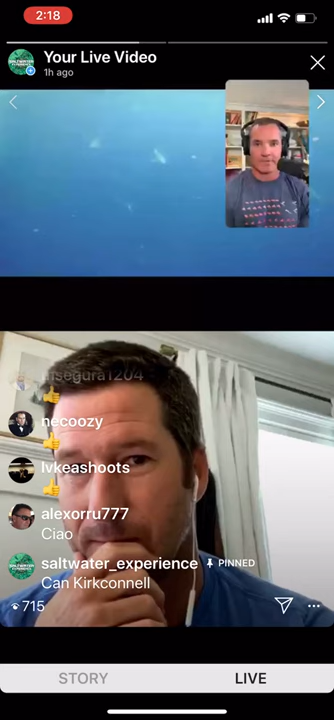 2:18
Your Live Video
1h ago
necoozy
👍
lvkeashoots
👍
alexorru777
Ciao
saltwater_experience PINNED
Can Kirkconnell
715
STORY LIVE